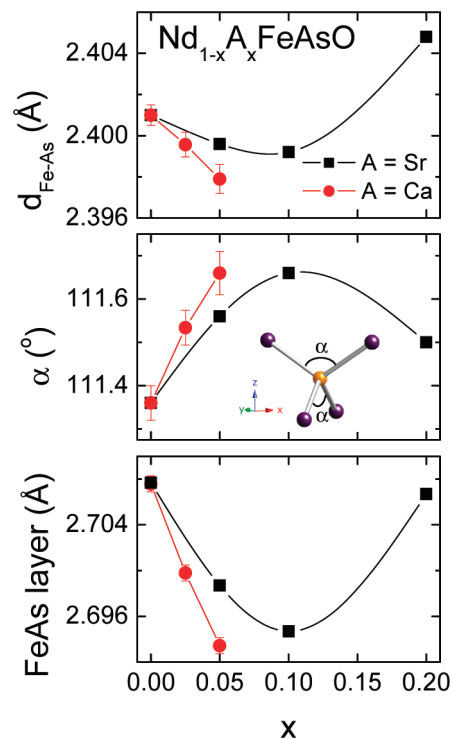 Nd1-xAxFeAsO
dFe-As (Å)
2.404
2.400
2.396
A = Sr
A = Ca
α (°)
111.6
111.4
α
α
z
y
x
FeAs layer (Å)
2.704
2.696
0.00 0.05 0.10 0.15 0.20
x